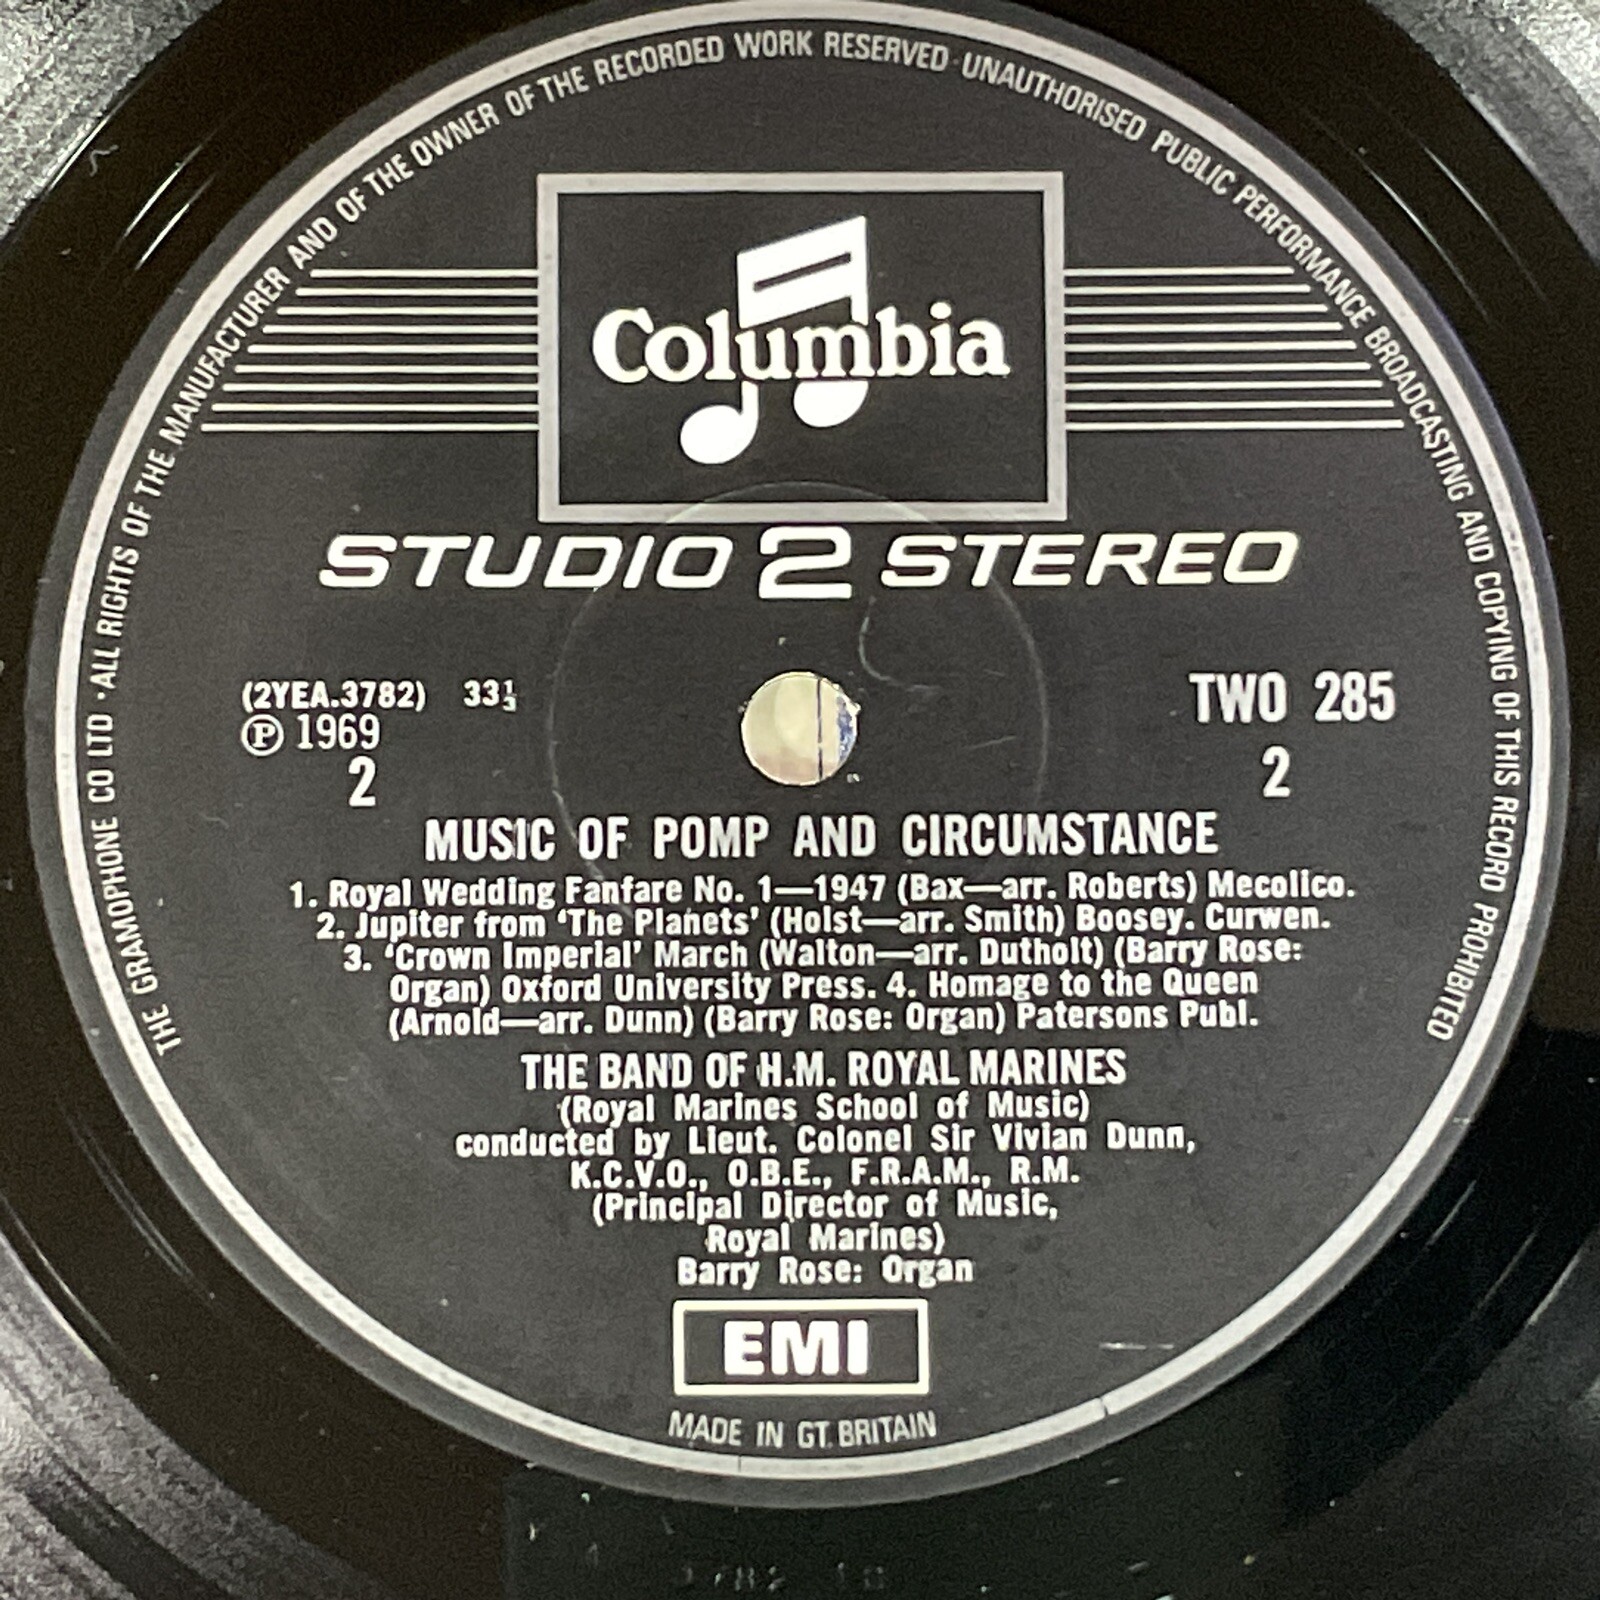 THE GRAMOPHONE CO LTD · ALL RIGHTS OF THE MANUFACTURER AND OF THE OWNER OF THE RECORDED WORK RESERVED · UNAUTHORISED PUBLIC PERFORMANCE BROADCASTING AND COPYING OF THIS RECORD PROHIBITED
Columbia
STUDIO 2 STEREO
(2YEA.3782) 33⅓
TWO 285
Ⓟ 1969
2
2
MUSIC OF POMP AND CIRCUMSTANCE
1. Royal Wedding Fanfare No. 1—1947 (Bax—arr. Roberts) Mecolico.
2. Jupiter from ‘The Planets’ (Holst—arr. Smith) Boosey. Curwen.
3. ‘Crown Imperial’ March (Walton—arr. Duthoit) (Barry Rose:
Organ) Oxford University Press. 4. Homage to the Queen
(Arnold—arr. Dunn) (Barry Rose: Organ) Patersons Publ.
THE BAND OF H.M. ROYAL MARINES
(Royal Marines School of Music)
conducted by Lieut. Colonel Sir Vivian Dunn,
K.C.V.O., O.B.E., F.R.A.M., R.M.
(Principal Director of Music,
Royal Marines)
Barry Rose: Organ
EMI
MADE IN GT. BRITAIN